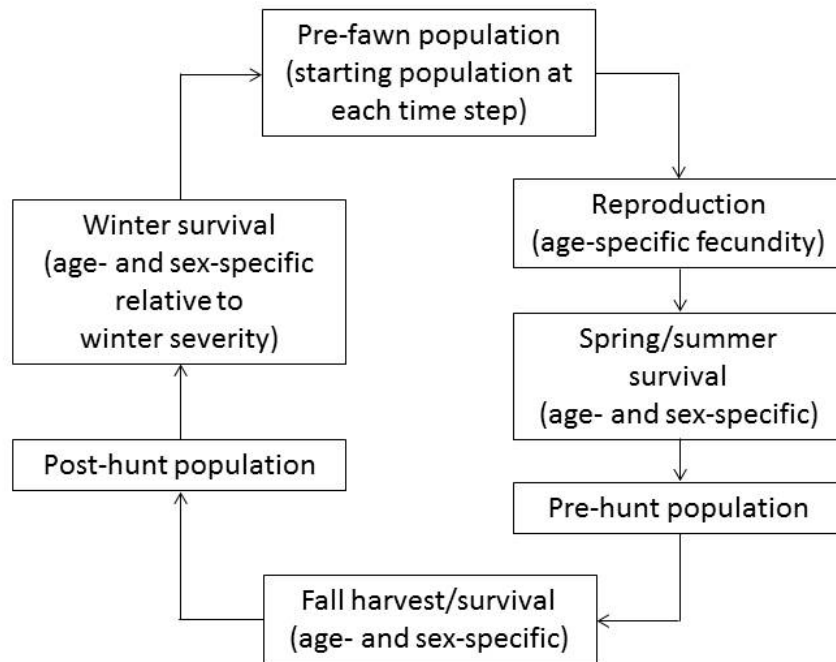 Pre-fawn population
(starting population at
each time step)
Reproduction
(age-specific fecundity)
Spring/summer
survival
(age- and sex-specific)
Pre-hunt population
Fall harvest/survival
(age- and sex-specific)
Post-hunt population
Winter survival
(age- and sex-specific
relative to
winter severity)